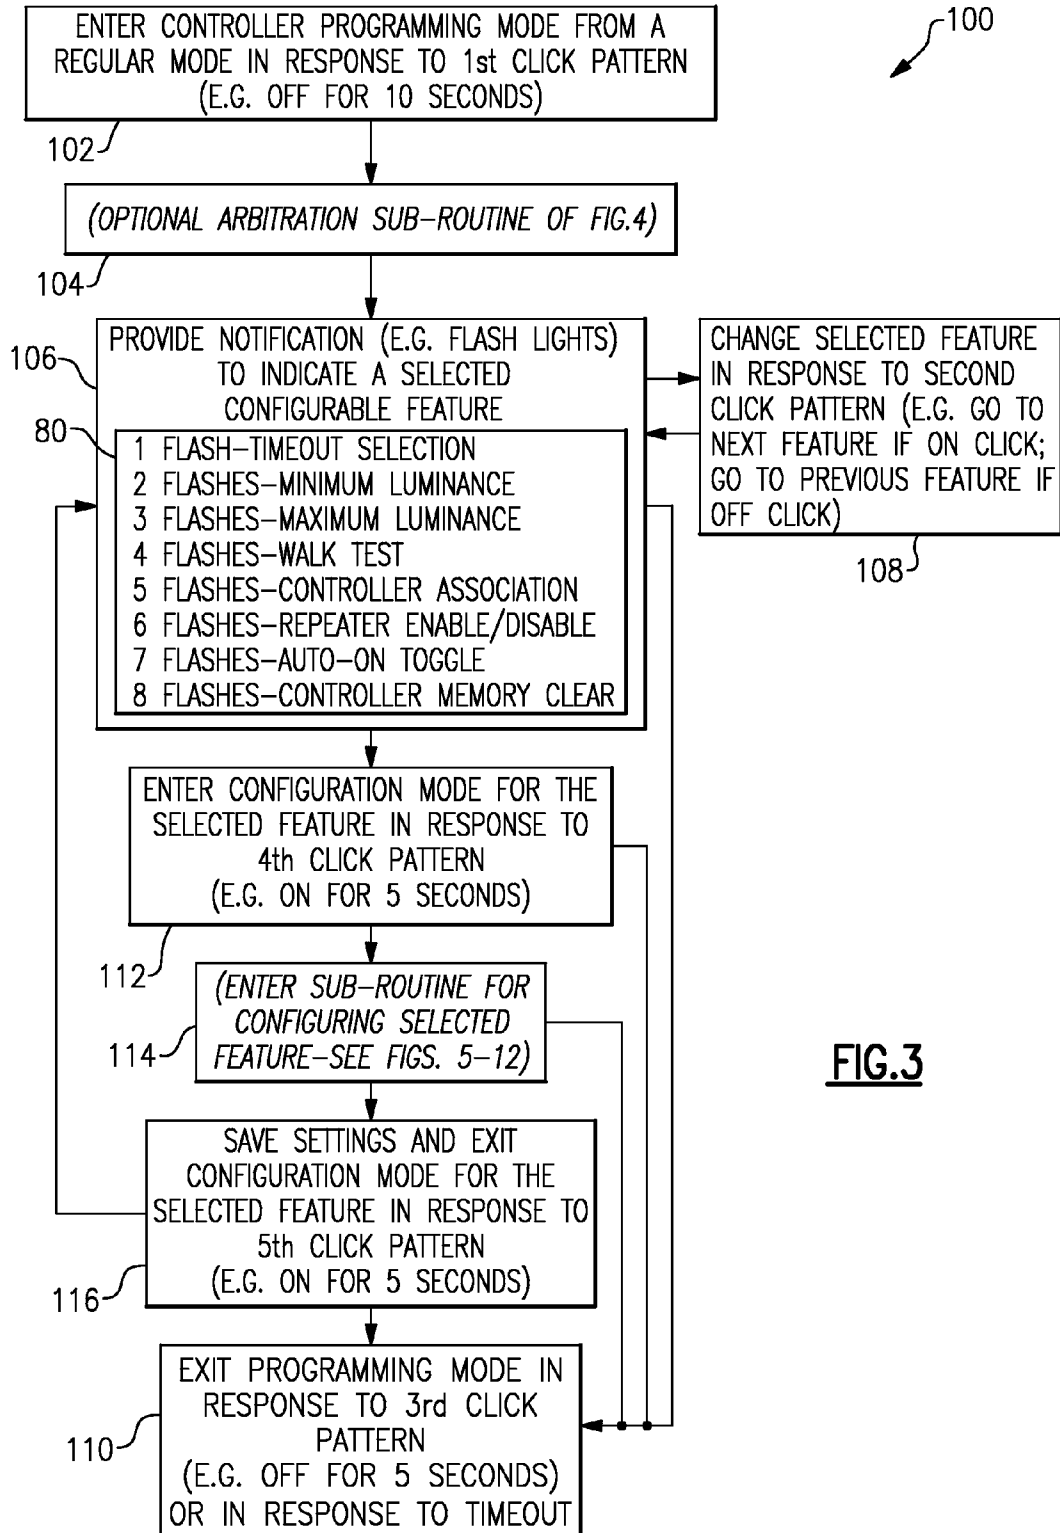 100
ENTER CONTROLLER PROGRAMMING MODE FROM A
REGULAR MODE IN RESPONSE TO 1st CLICK PATTERN
(E.G. OFF FOR 10 SECONDS)
102
(OPTIONAL ARBITRATION SUB-ROUTINE OF FIG.4)
104
PROVIDE NOTIFICATION (E.G. FLASH LIGHTS)
TO INDICATE A SELECTED
CONFIGURABLE FEATURE
106
80
1 FLASH-TIMEOUT SELECTION
2 FLASHES-MINIMUM LUMINANCE
3 FLASHES-MAXIMUM LUMINANCE
4 FLASHES-WALK TEST
5 FLASHES-CONTROLLER ASSOCIATION
6 FLASHES-REPEATER ENABLE/DISABLE
7 FLASHES-AUTO-ON TOGGLE
8 FLASHES-CONTROLLER MEMORY CLEAR
CHANGE SELECTED FEATURE
IN RESPONSE TO SECOND
CLICK PATTERN (E.G. GO TO
NEXT FEATURE IF ON CLICK;
GO TO PREVIOUS FEATURE IF
OFF CLICK)
108
ENTER CONFIGURATION MODE FOR THE
SELECTED FEATURE IN RESPONSE TO
4th CLICK PATTERN
(E.G. ON FOR 5 SECONDS)
112
(ENTER SUB-ROUTINE FOR
CONFIGURING SELECTED
FEATURE-SEE FIGS. 5-12)
114
FIG.3
SAVE SETTINGS AND EXIT
CONFIGURATION MODE FOR THE
SELECTED FEATURE IN RESPONSE TO
5th CLICK PATTERN
(E.G. ON FOR 5 SECONDS)
116
EXIT PROGRAMMING MODE IN
RESPONSE TO 3rd CLICK
PATTERN
(E.G. OFF FOR 5 SECONDS)
OR IN RESPONSE TO TIMEOUT
110